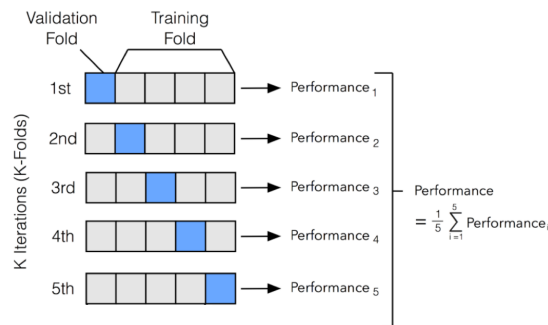 Validation
Fold
Training
Fold
K Iterations (K-Folds)
1st
Performance 1
2nd
Performance 2
3rd
Performance 3
4th
Performance 4
5th
Performance 5
Performance
= 1/5 5 ∑ i=1 Performance i